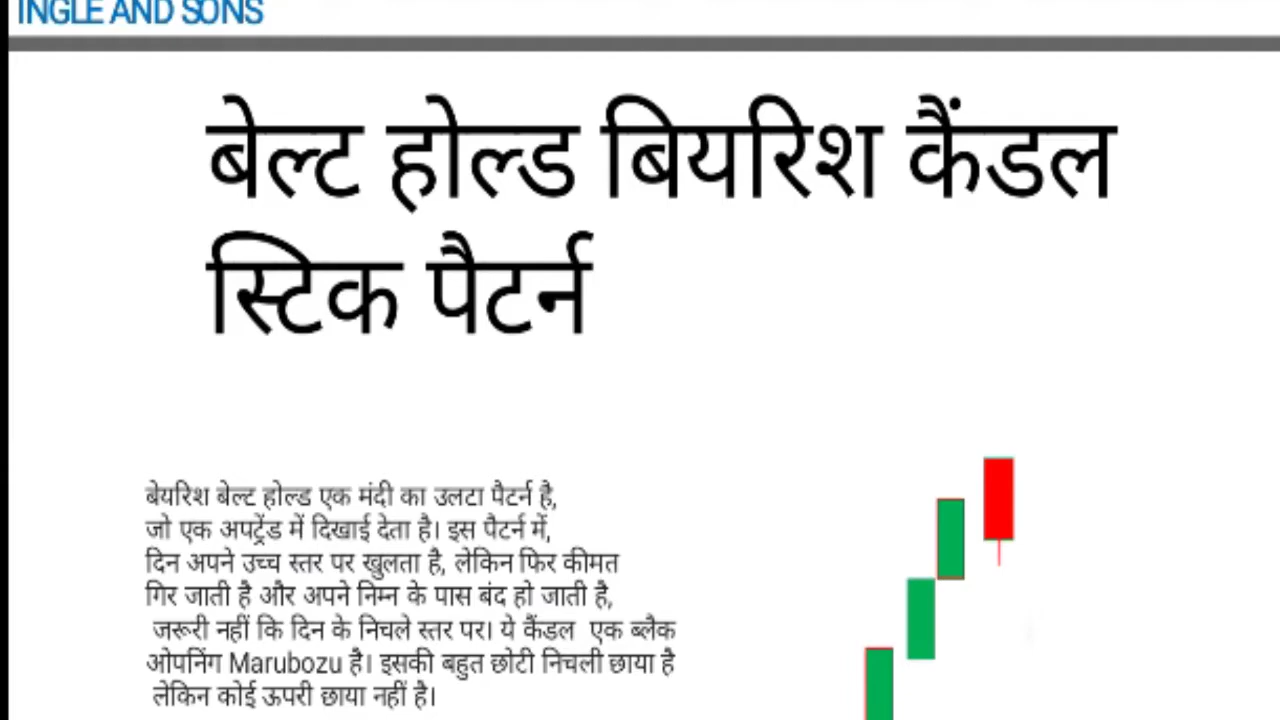 INGLE AND SONS
बेल्ट होल्ड बियरिश कैंडल
स्टिक पैटर्न
बेयरिश बेल्ट होल्ड एक मंदी का उलटा पैटर्न है,
जो एक अपट्रेंड में दिखाई देता है। इस पैटर्न में,
दिन अपने उच्च स्तर पर खुलता है, लेकिन फिर कीमत
गिर जाती है और अपने निम्न के पास बंद हो जाती है,
जरूरी नहीं कि दिन के निचले स्तर पर। ये कैंडल एक ब्लैक
ओपनिंग Marubozu है। इसकी बहुत छोटी निचली छाया है
लेकिन कोई ऊपरी छाया नहीं है।